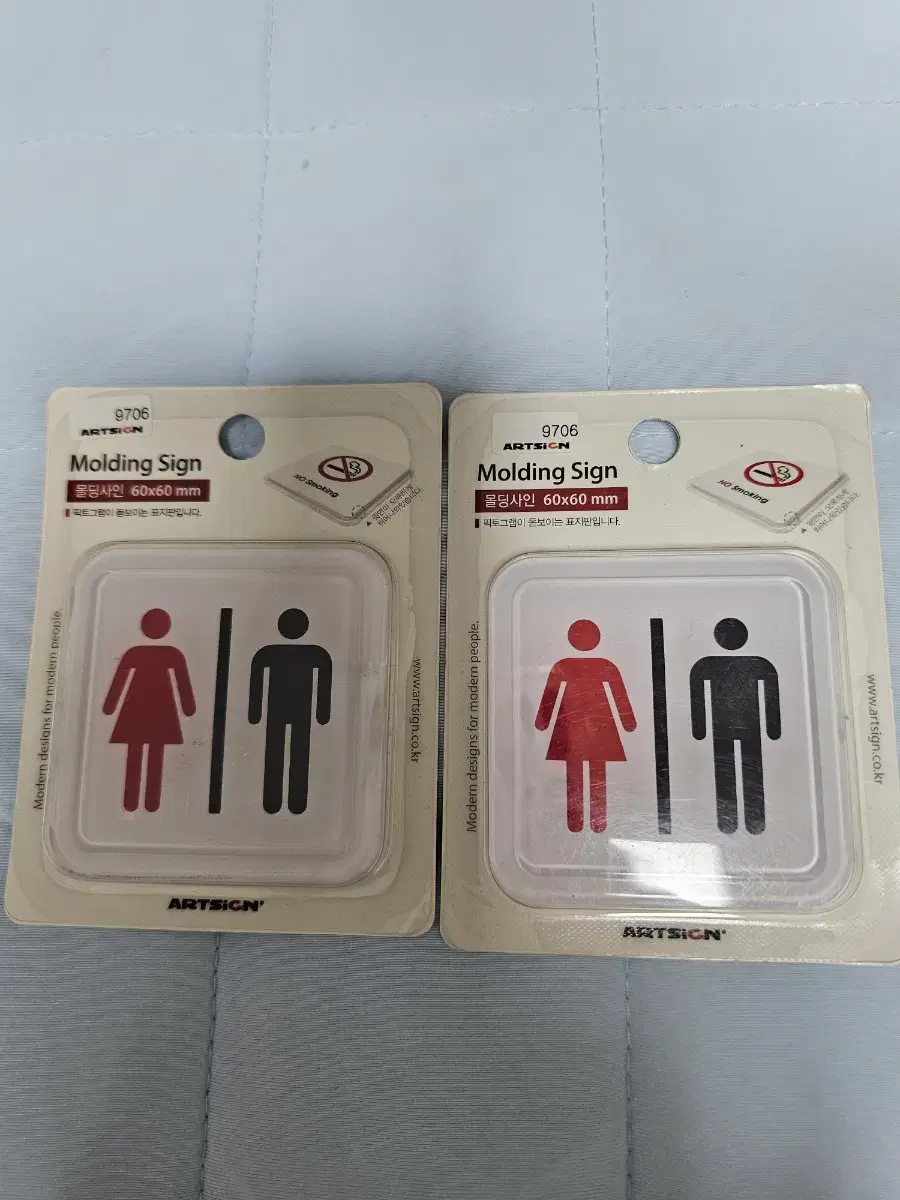 9706
ARTSIGN
Molding Sign
몰딩사인 60x60 mm
픽토그램이 돋보이는 표지판입니다.
NO Smoking
Modern designs for modern people.
www.artsign.co.kr
ARTSIGN
9706
ARTSIGN
Molding Sign
몰딩사인 60x60 mm
픽토그램이 돋보이는 표지판입니다.
NO Smoking
Modern designs for modern people.
www.artsign.co.kr
ARTSIGN